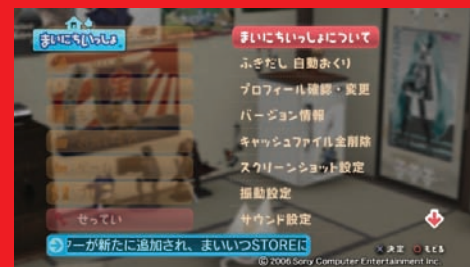 まいにちいっしょ
まいにちいっしょについて
ふきだし 自動おくり
プロフィール確認・変更
バージョン情報
キャッシュファイル全削除
スクリーンショット設定
振動設定
せってい
サウンド設定
アーが新たに追加され、まいいつSTOREに
決定 もどる
© 2006 Sony Computer Entertainment Inc.